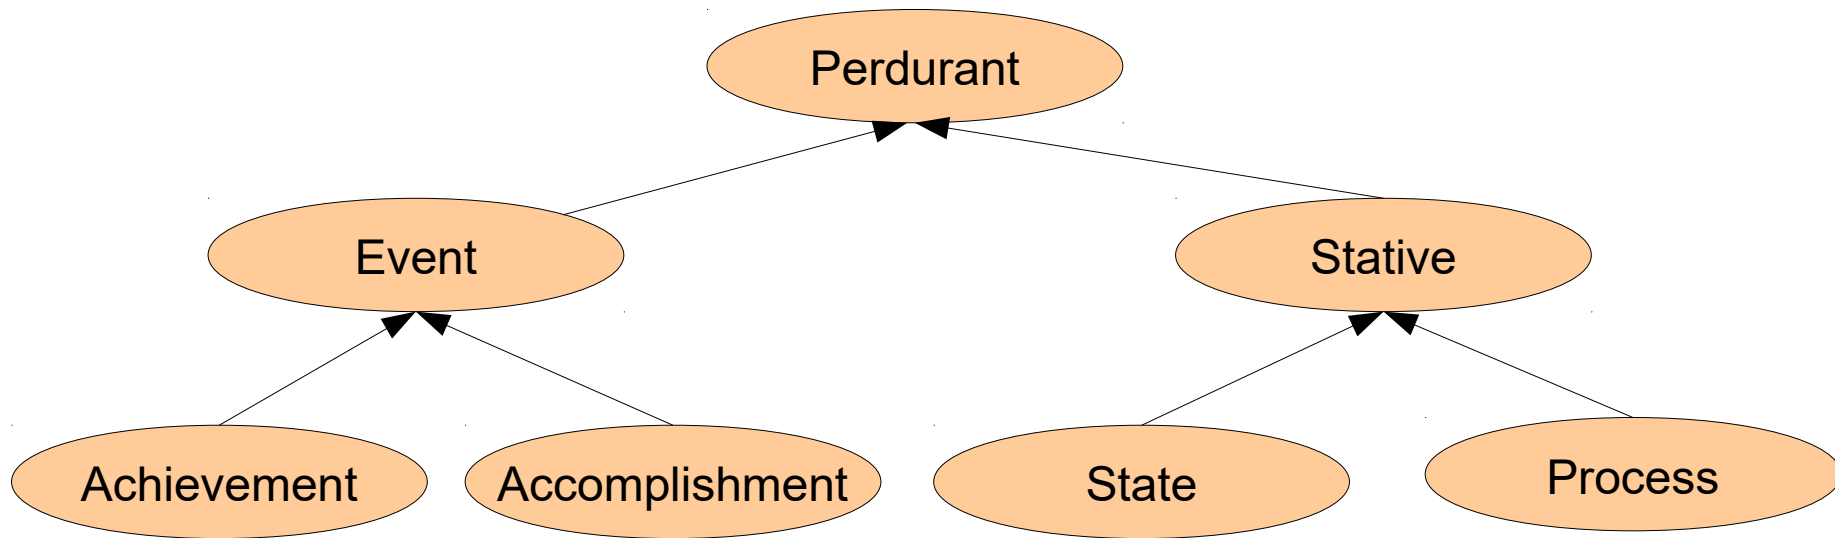 Perdurant
Event
Stative
Achievement
Accomplishment
State
Process